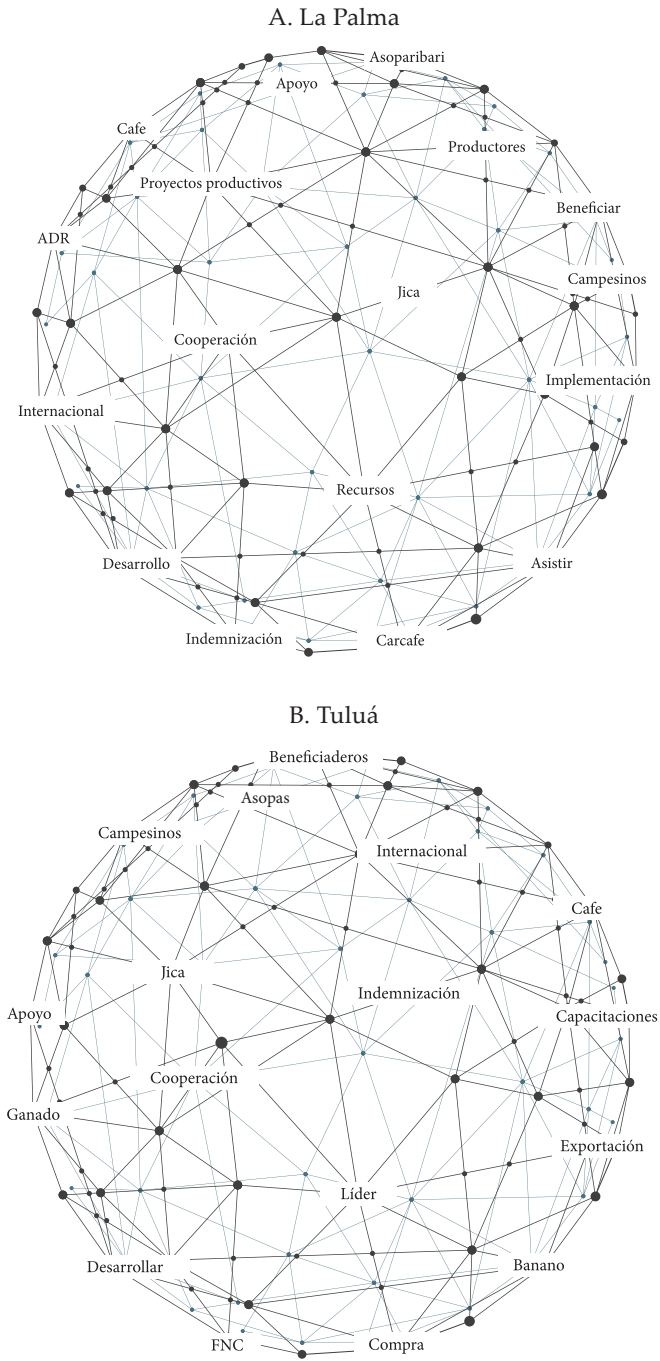 A. La Palma
Asoparibari
Apoyo
Cafe
Productores
Proyectos productivos
Beneficiar
ADR
Campesinos
Jica
Cooperación
Implementación
Internacional
Recursos
Desarrollo
Asistir
Indemnización
Carcafe
B. Tuluá
Beneficiaderos
Asopas
Campesinos
Internacional
Cafe
Jica
Indemnización
Apoyo
Capacitaciones
Cooperación
Ganado
Exportación
Líder
Desarrollar
Banano
FNC
Compra